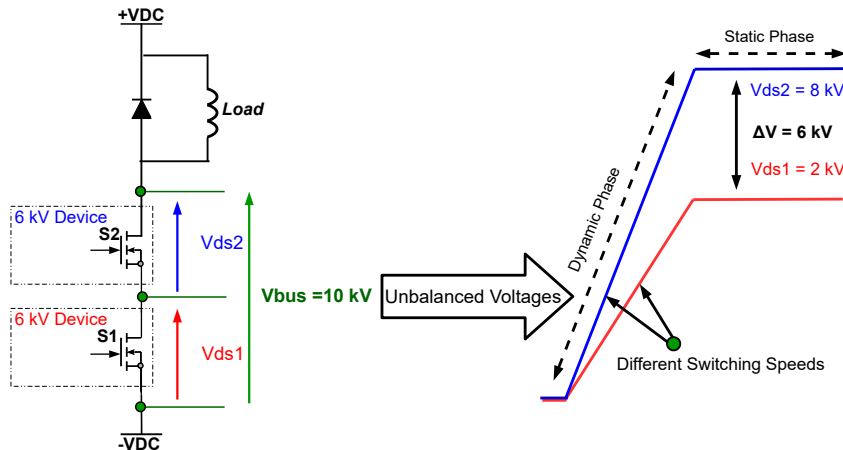 +VDC
Load
6 kV Device
S2
Vds2
6 kV Device
S1
Vds1
Vbus =10 kV
-VDC
Unbalanced Voltages
Static Phase
Vds2 = 8 kV
ΔV = 6 kV
Vds1 = 2 kV
Dynamic Phase
Different Switching Speeds